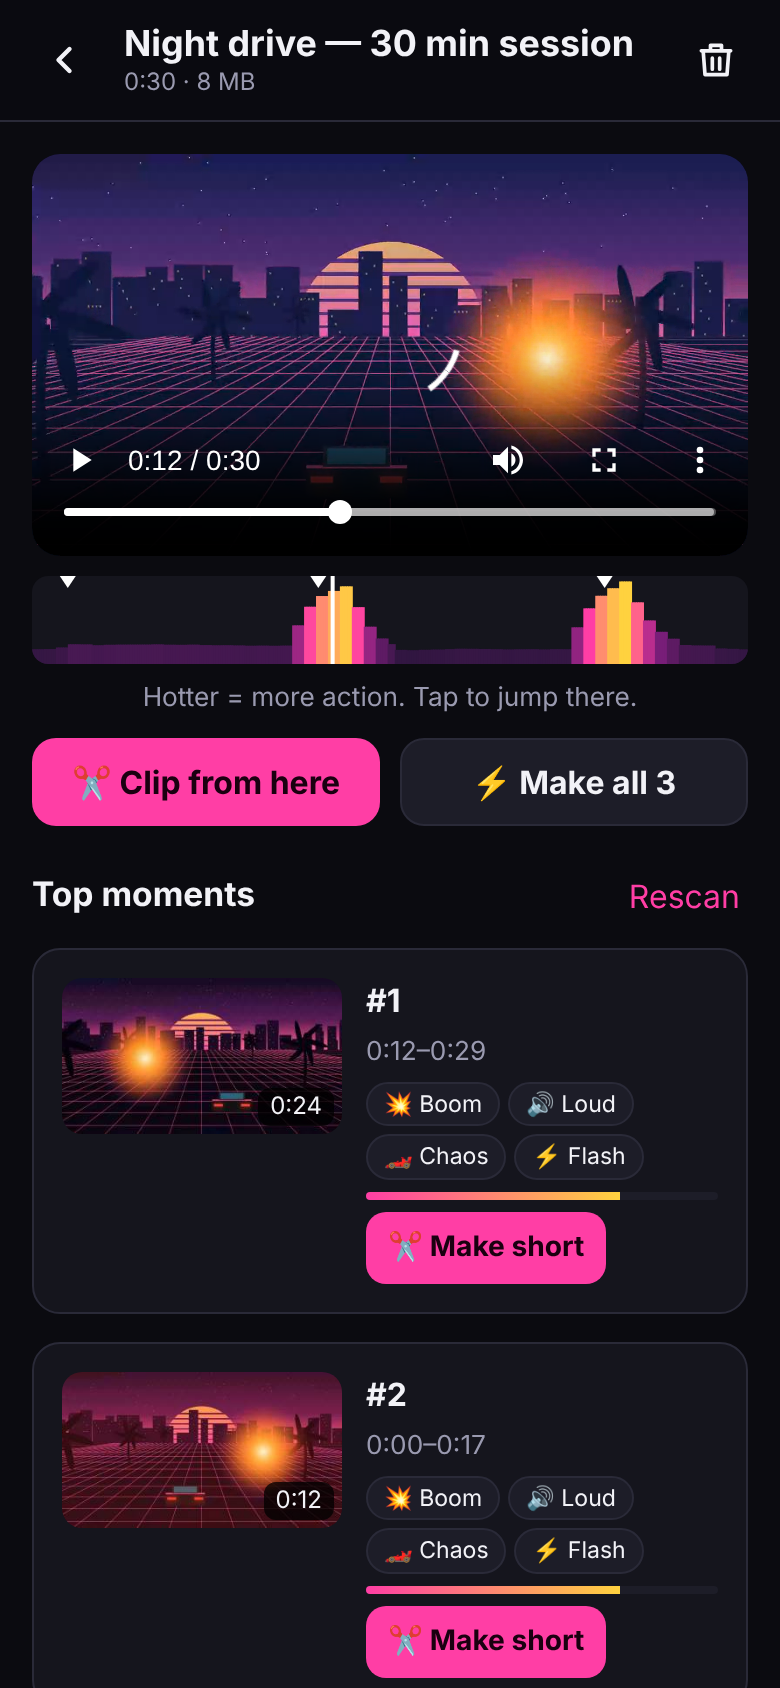 Night drive — 30 min session
0:30 · 8 MB
0:12 / 0:30
Hotter = more action. Tap to jump there.
✂️ Clip from here
⚡ Make all 3
Top moments
Rescan
#1
0:12–0:29
0:24
💥 Boom
🔊 Loud
🏎️ Chaos
⚡ Flash
✂️ Make short
#2
0:00–0:17
0:12
💥 Boom
🔊 Loud
🏎️ Chaos
⚡ Flash
✂️ Make short